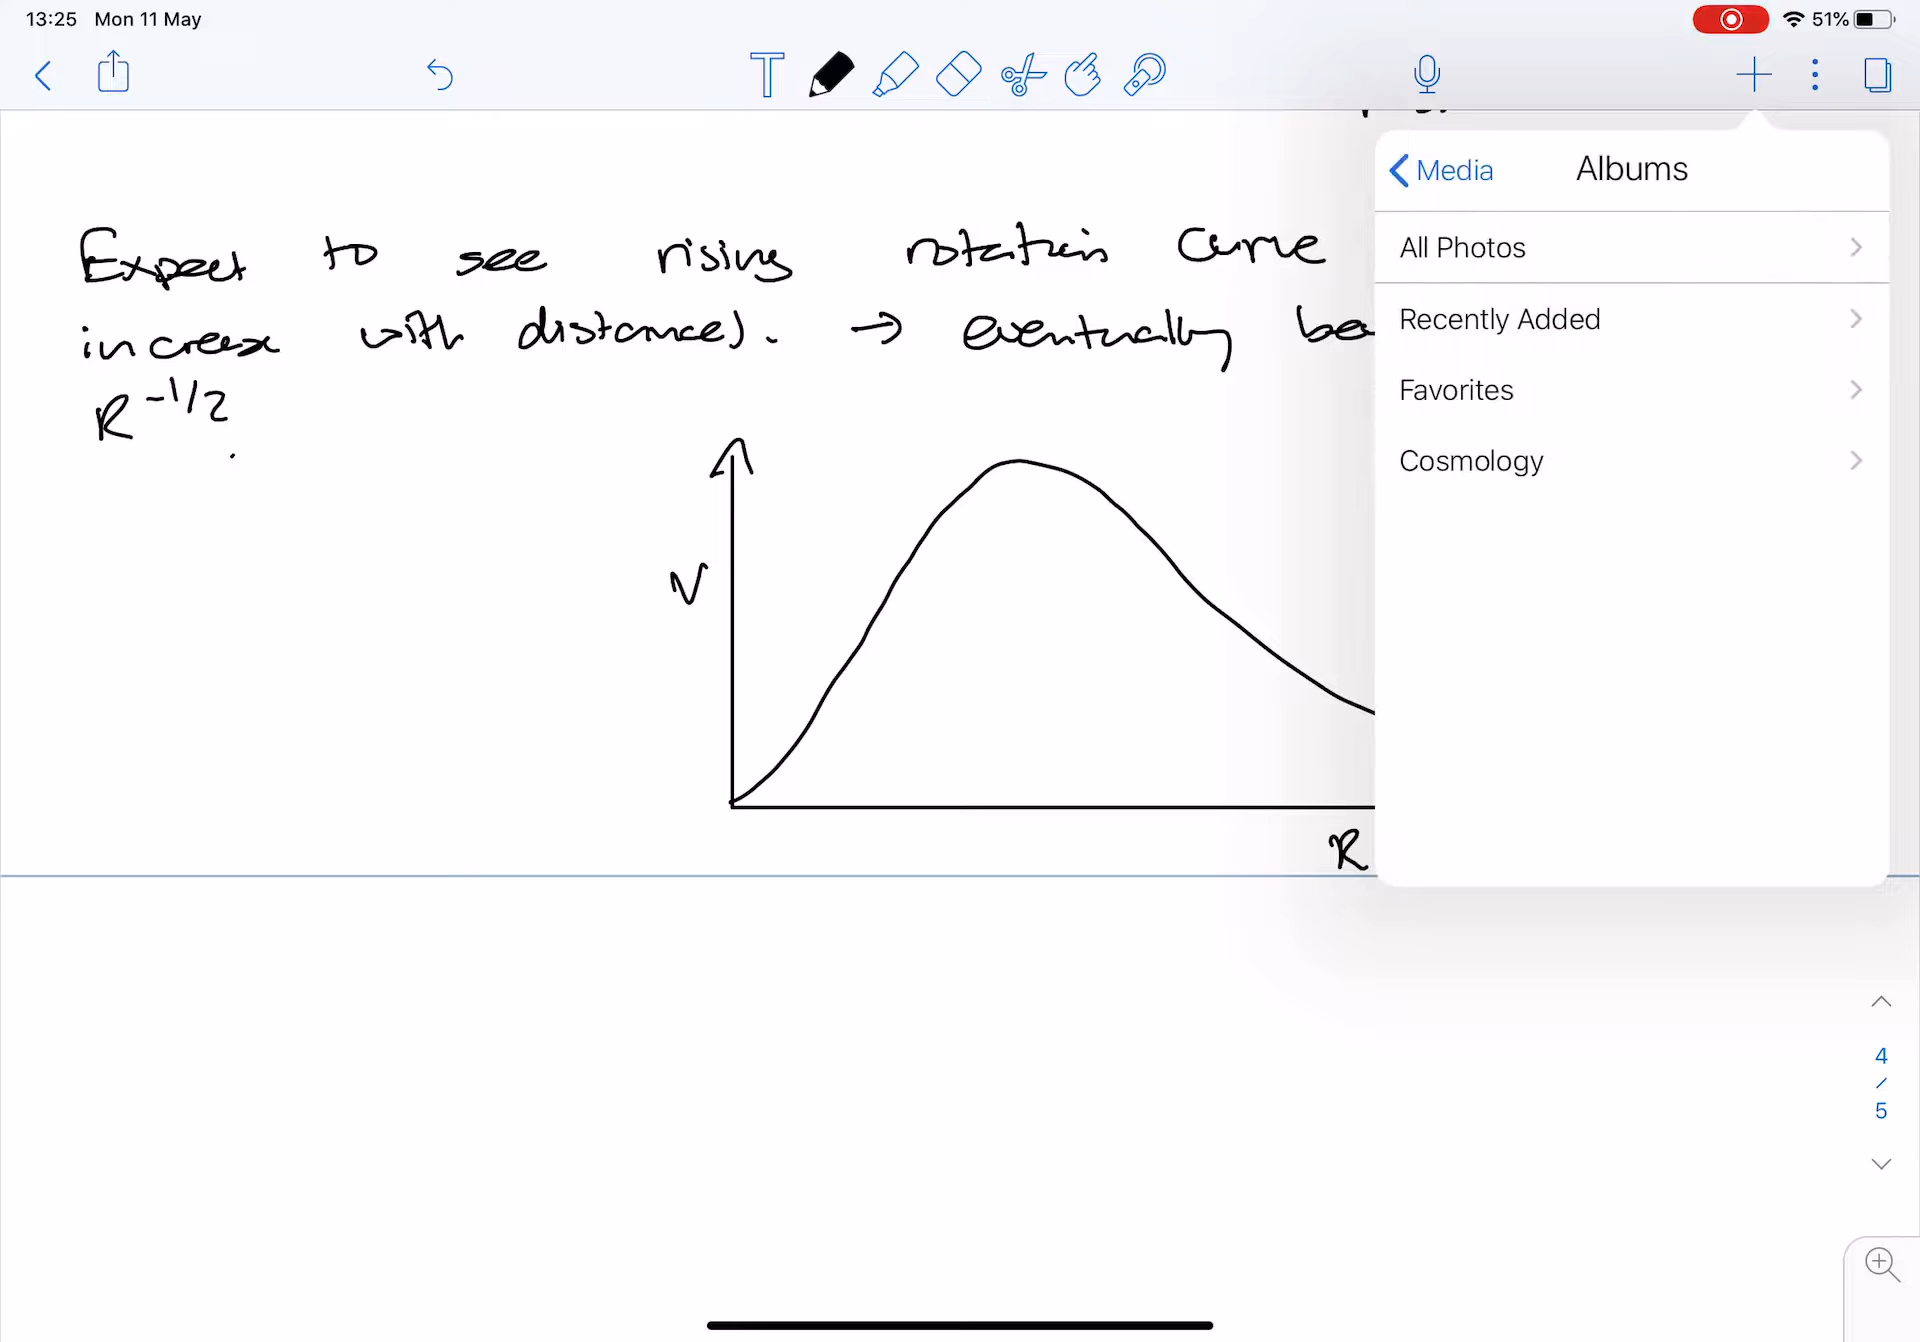 13:25 Mon 11 May
51%
Media Albums
All Photos
Recently Added
Favorites
Cosmology
Expect to see rising rotation curve
increase with distance). → eventually
R^-1/2
V
R
4
/
5